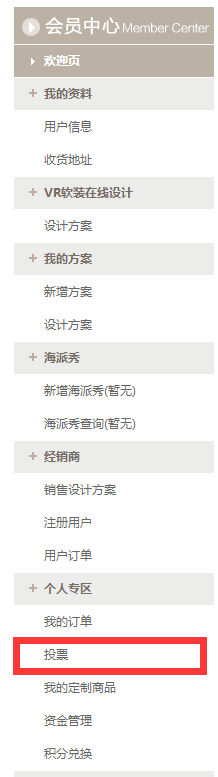 会员中心 Member Center
欢迎页
我的资料
用户信息
收货地址
VR软装在线设计
设计方案
我的方案
新增方案
设计方案
海派秀
新增海派秀(暂无)
海派秀查询(暂无)
经销商
销售设计方案
注册用户
用户订单
个人专区
我的订单
投票
我的定制商品
资金管理
积分兑换